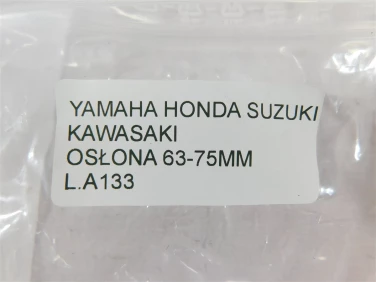 YAMAHA HONDA SUZUKI
KAWASAKI
OSŁONA 63-75MM
L.A133